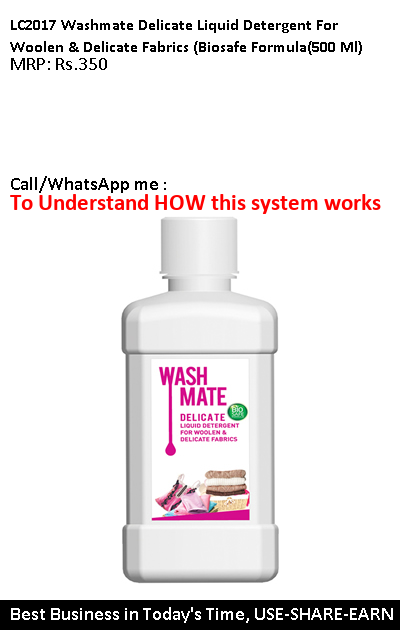 LC2017 Washmate Delicate Liquid Detergent For
Woolen & Delicate Fabrics (Biosafe Formula(500 Ml)
MRP: Rs.350
Call/WhatsApp me :
To Understand HOW this system works
WASH
MATE
DELICATE
Bio
SAFE
LIQUID DETERGENT
FOR WOOLEN &
DELICATE FABRICS
Best Business in Today's Time, USE-SHARE-EARN